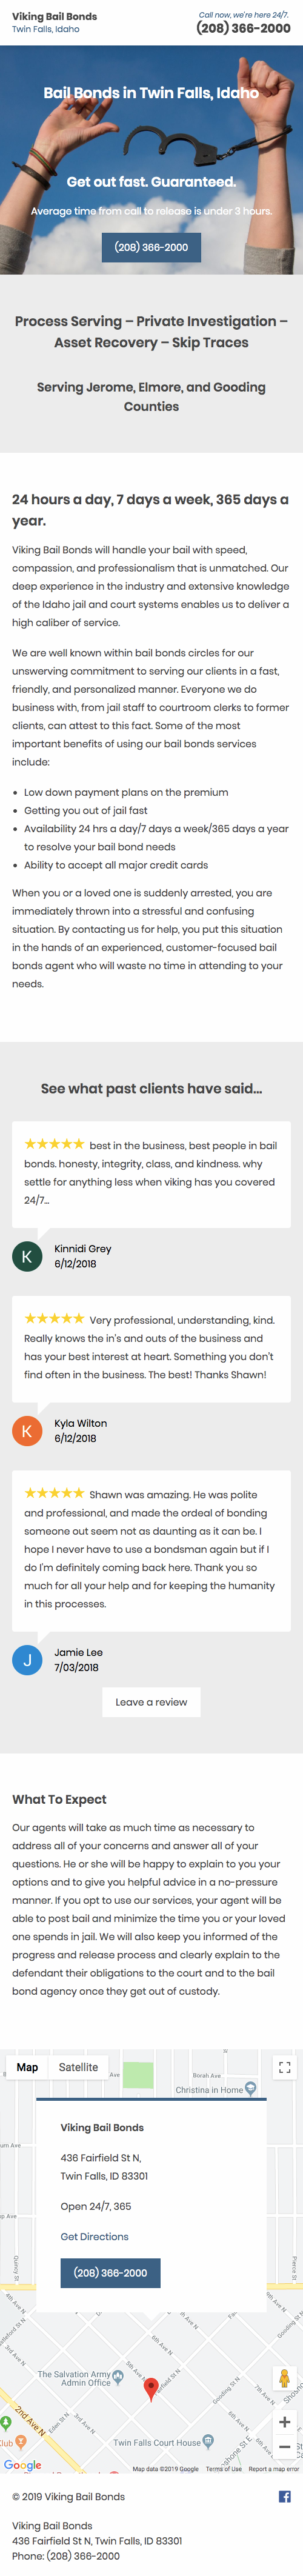 Viking Bail Bonds
Twin Falls, Idaho
Call now, we're here 24/7.
(208) 366-2000
Bail Bonds in Twin Falls, Idaho
Get out fast. Guaranteed.
Average time from call to release is under 3 hours.
(208) 366-2000
Process Serving – Private Investigation –
Asset Recovery – Skip Traces
Serving Jerome, Elmore, and Gooding
Counties
24 hours a day, 7 days a week, 365 days a
year.
Viking Bail Bonds will handle your bail with speed,
compassion, and professionalism that is unmatched. Our
deep experience in the industry and extensive knowledge
of the Idaho jail and court systems enables us to deliver a
high caliber of service.
We are well known within bail bonds circles for our
unswerving commitment to serving our clients in a fast,
friendly, and personalized manner. Everyone we do
business with, from jail staff to courtroom clerks to former
clients, can attest to this fact. Some of the most
important benefits of using our bail bonds services
include:
• Low down payment plans on the premium
• Getting you out of jail fast
• Availability 24 hrs a day/7 days a week/365 days a year
to resolve your bail bond needs
• Ability to accept all major credit cards
When you or a loved one is suddenly arrested, you are
immediately thrown into a stressful and confusing
situation. By contacting us for help, you put this situation
in the hands of an experienced, customer-focused bail
bonds agent who will waste no time in attending to your
needs.
See what past clients have said...
★★★★★ best in the business, best people in bail
bonds. honesty, integrity, class, and kindness. why
settle for anything less when viking has you covered
24/7...
K
Kinnidi Grey
6/12/2018
★★★★★ Very professional, understanding, kind.
Really knows the in's and outs of the business and
has your best interest at heart. Something you don't
find often in the business. The best! Thanks Shawn!
K
Kyla Wilton
6/12/2018
★★★★★ Shawn was amazing. He was polite
and professional, and made the ordeal of bonding
someone out seem not as daunting as it can be. I
hope I never have to use a bondsman again but if I
do I'm definitely coming back here. Thank you so
much for all your help and for keeping the humanity
in this processes.
J
Jamie Lee
7/03/2018
Leave a review
What To Expect
Our agents will take as much time as necessary to
address all of your concerns and answer all of your
questions. He or she will be happy to explain to you your
options and to give you helpful advice in a no-pressure
manner. If you opt to use our services, your agent will be
able to post bail and minimize the time you or your loved
one spends in jail. We will also keep you informed of the
progress and release process and clearly explain to the
defendant their obligations to the court and to the bail
bond agency once they get out of custody.
Map
Satellite
Ave
Borah Ave
Christina in Home
Viking Bail Bonds
436 Fairfield St N,
Twin Falls, ID 83301
Open 24/7, 365
Get Directions
(208) 366-2000
Pierce St
4th Ave N
3rd Ave N
6th Ave N
5th Ave N
7th Ave N
Gooding St N
The Salvation Army
Admin Office
Fairfield St N
2nd Ave N
Eden St N
3rd Ave N
Twin Falls Court House
Google
Map data ©2019 Google
Terms of Use
Report a map error
© 2019 Viking Bail Bonds
Viking Bail Bonds
436 Fairfield St N, Twin Falls, ID 83301
Phone: (208) 366-2000